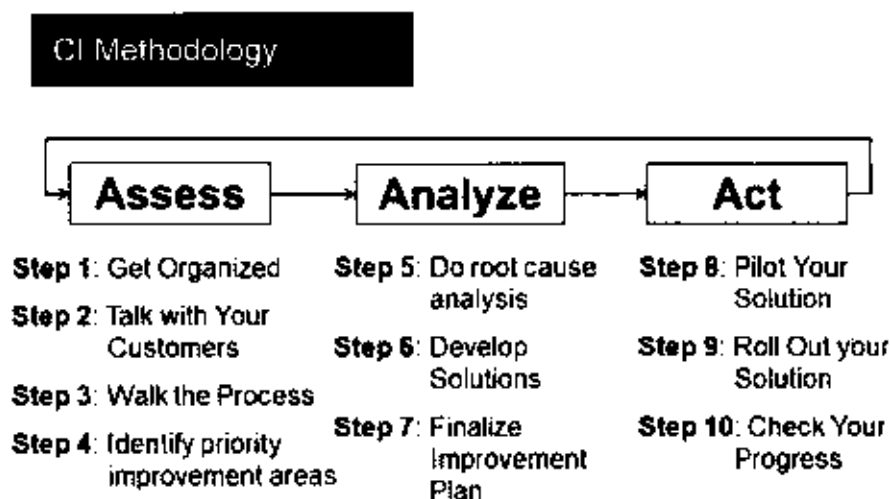 CI Methodology
Assess
Analyze
Act
Step 1: Get Organized
Step 2: Talk with Your
Customers
Step 3: Walk the Process
Step 4: Identify priority
improvement areas
Step 5: Do root cause
analysis
Step 6: Develop
Solutions
Step 7: Finalize
Improvement
Plan
Step 8: Pilot Your
Solution
Step 9: Roll Out your
Solution
Step 10: Check Your
Progress